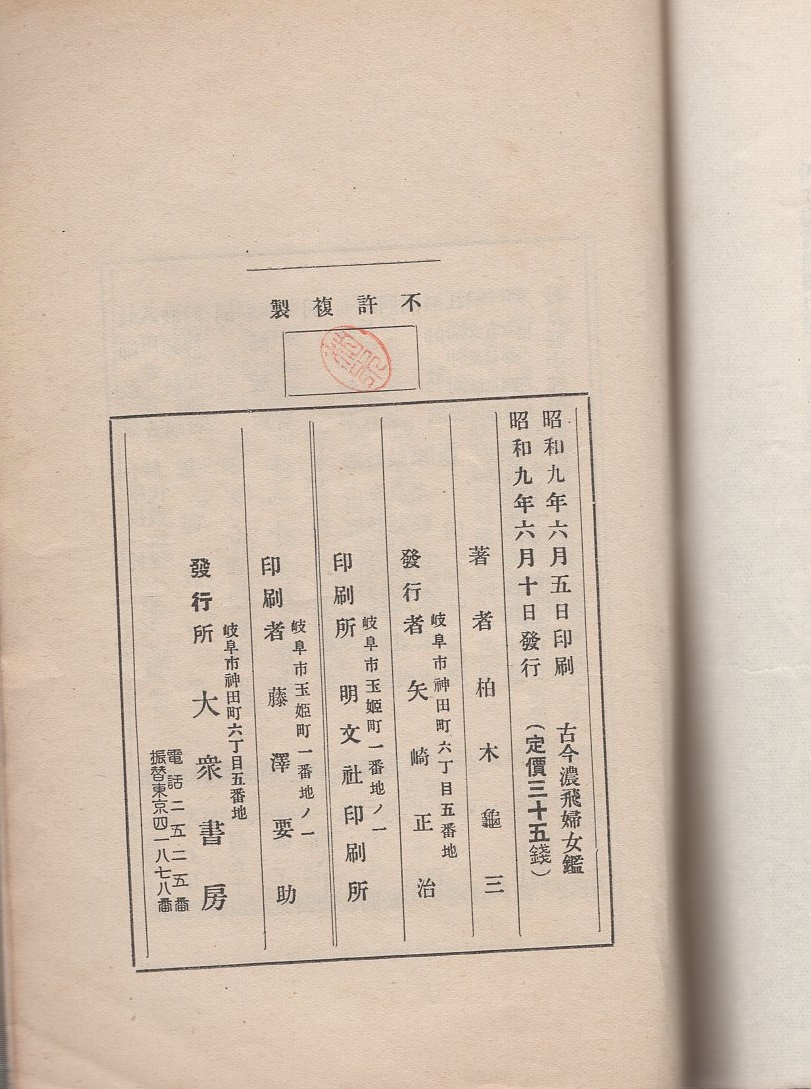 不許複製
昭和九年六月五日印刷
昭和九年六月十日發行
古今濃飛婦女鑑
(定價三十五錢)
著者 柏木龜三
岐阜市神田町六丁目五番地
發行者 矢崎正治
岐阜市玉姬町一番地ノ一
印刷所 明文社印刷所
岐阜市玉姬町一番地ノ一
印刷者 藤澤要助
岐阜市神田町六丁目五番地
發行所 大衆書房
電話二五二五番
振替東京四一八七八番